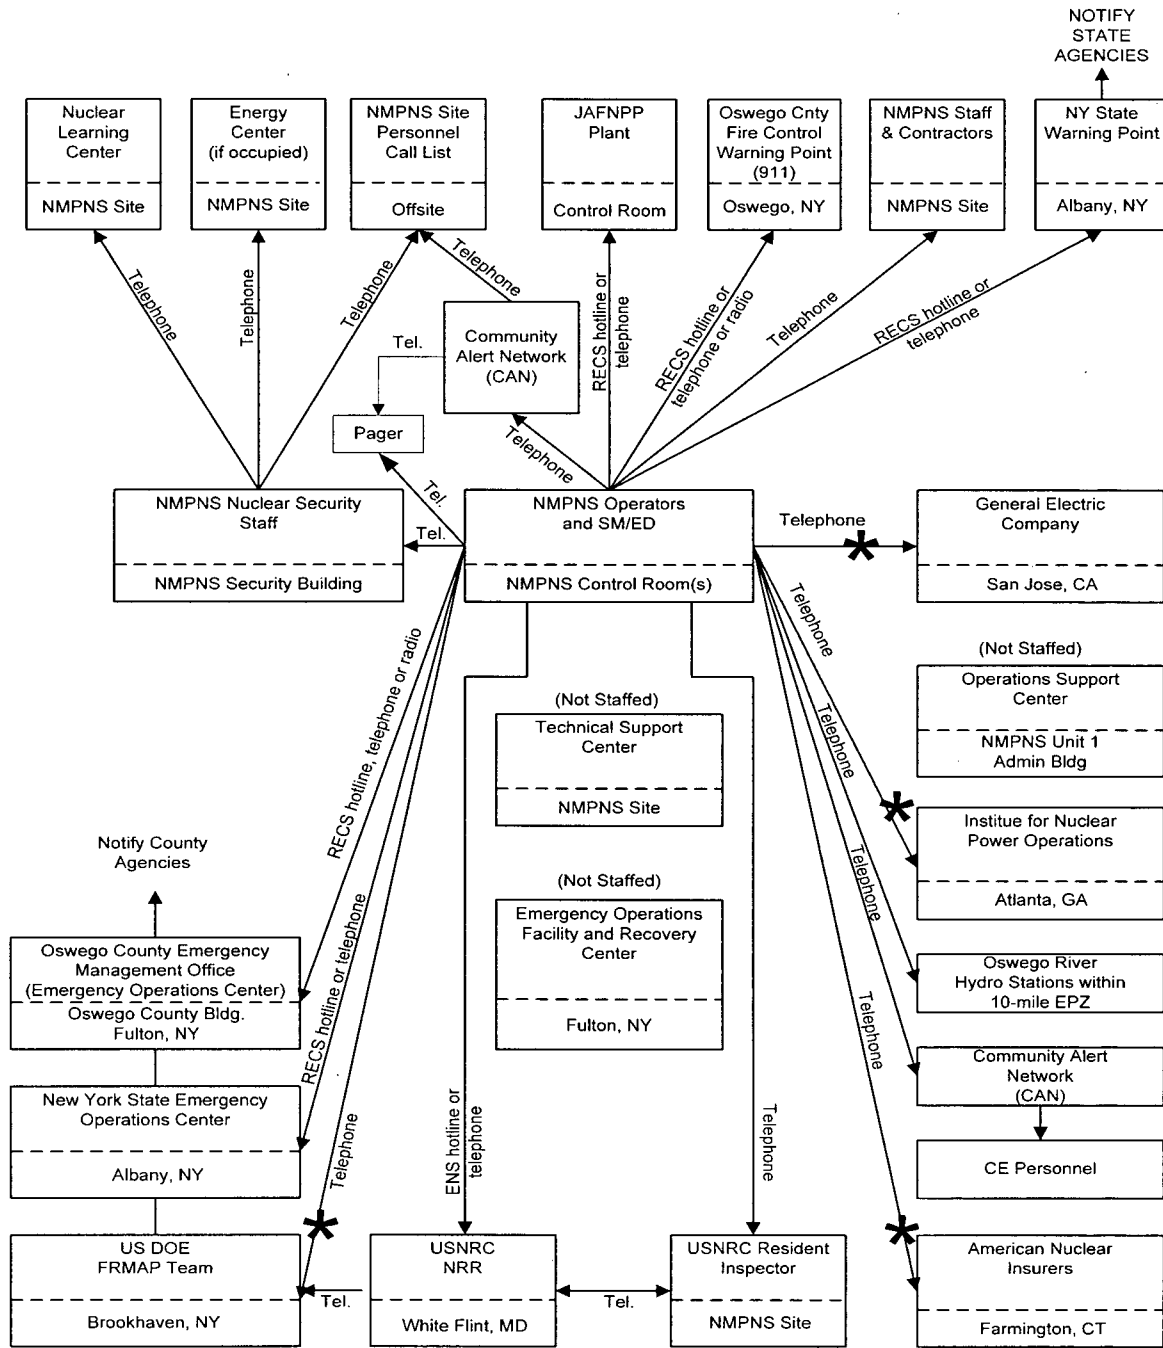 NOTIFY
STATE
AGENCIES
Nuclear
Learning
Center
NMPNS Site
Energy
Center
(if occupied)
NMPNS Site
NMPNS Site
Personnel
Call List
Offsite
JAFNPP
Plant
Control Room
Oswego Cnty
Fire Control
Warning Point
(911)
Oswego, NY
NMPNS Staff
& Contractors
NMPNS Site
NY State
Warning Point
Albany, NY
Telephone
Telephone
Telephone
Telephone
Community
Alert Network
(CAN)
Tel.
Pager
Telephone
RECS hotline or
telephone
RECS hotline or
telephone or radio
Telephone
RECS hotline or
telephone
NMPNS Nuclear Security
Staff
NMPNS Security Building
Tel.
Tel.
NMPNS Operators
and SM/ED
NMPNS Control Room(s)
Telephone
*
General Electric
Company
San Jose, CA
Telephone
(Not Staffed)
Operations Support
Center
NMPNS Unit 1
Admin Bldg
(Not Staffed)
Technical Support
Center
NMPNS Site
RECS hotline, telephone or radio
Telephone
*
Institue for Nuclear
Power Operations
Atlanta, GA
Telephone
Notify County
Agencies
(Not Staffed)
Emergency Operations
Facility and Recovery
Center
Fulton, NY
Oswego County Emergency
Management Office
(Emergency Operations Center)
Oswego County Bldg.
Fulton, NY
RECS hotline or telephone
Oswego River
Hydro Stations within
10-mile EPZ
Telephone
Community Alert
Network
(CAN)
New York State Emergency
Operations Center
Albany, NY
Telephone
ENS hotline or
telephone
Telephone
CE Personnel
*
*
US DOE
FRMAP Team
Brookhaven, NY
Tel.
USNRC
NRR
White Flint, MD
Tel.
USNRC Resident
Inspector
NMPNS Site
American Nuclear
Insurers
Farmington, CT